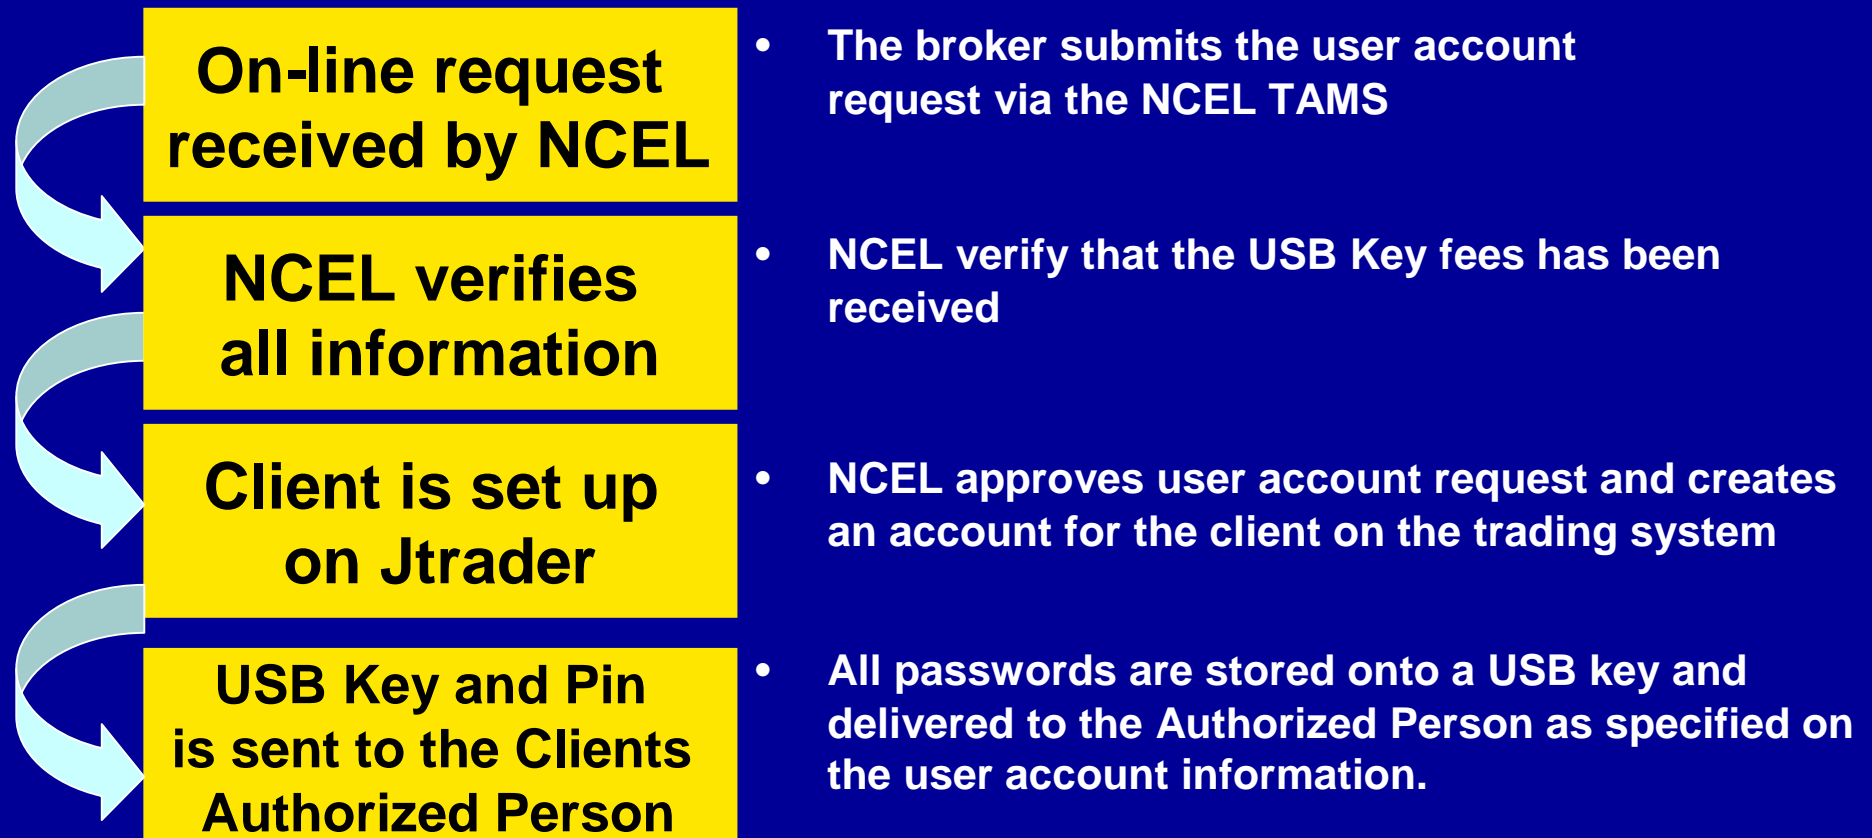 On-line request
received by NCEL
• The broker submits the user account
request via the NCEL TAMS
NCEL verifies
all information
• NCEL verify that the USB Key fees has been
received
Client is set up
on Jtrader
• NCEL approves user account request and creates
an account for the client on the trading system
USB Key and Pin
is sent to the Clients
Authorized Person
• All passwords are stored onto a USB key and
delivered to the Authorized Person as specified on
the user account information.